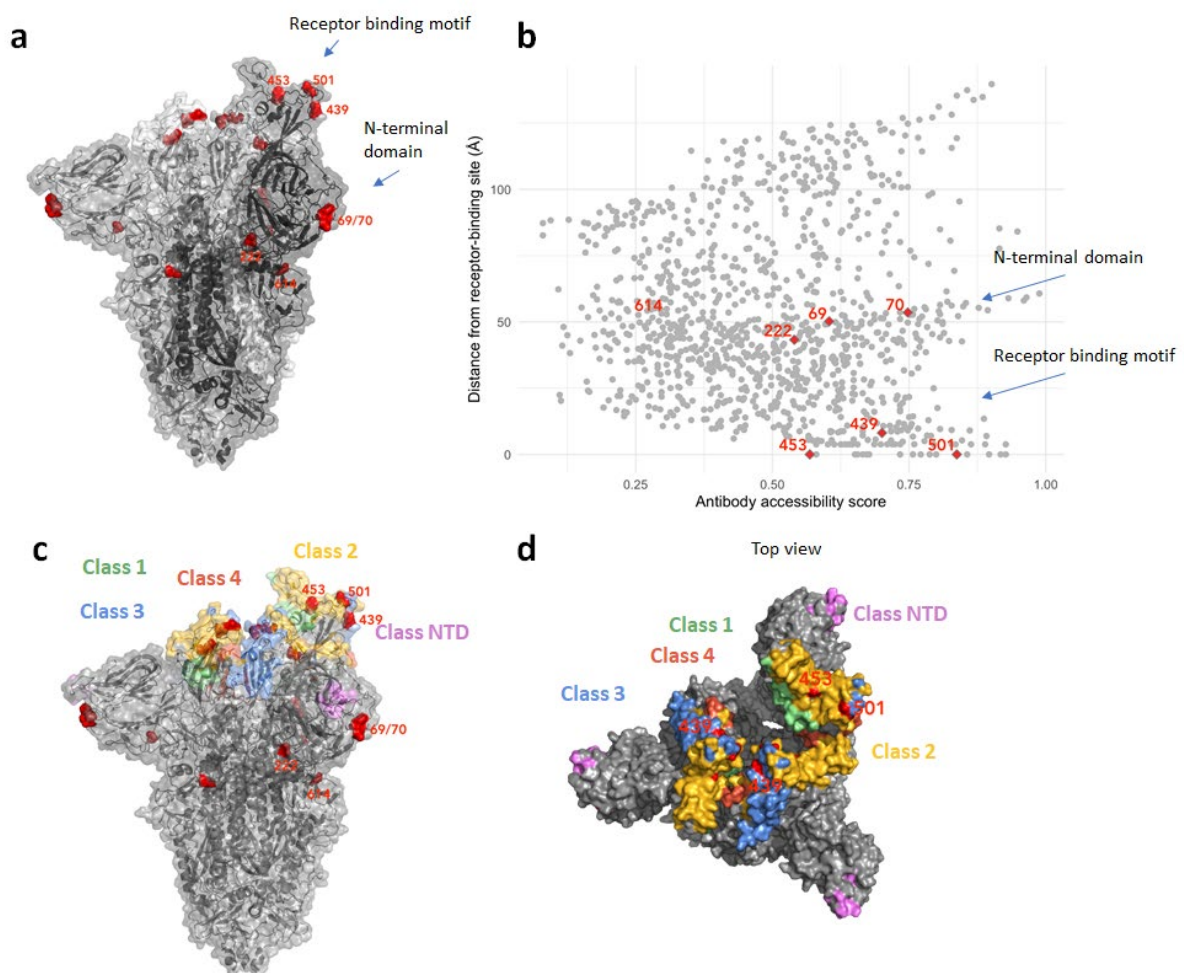 a
Receptor binding motif
453
501
439
N-terminal
domain
69/70
222
614
b
Distance from receptor-binding site (Å)
100
50
0
614
222
69
70
439
453
501
N-terminal domain
Receptor binding motif
0.25
0.50
0.75
1.00
Antibody accessibility score
c
Class 1
Class 2
Class 4
Class 3
453
501
439
Class NTD
69/70
222
614
d
Top view
Class 1
Class NTD
Class 4
453
Class 3
501
439
Class 2
439